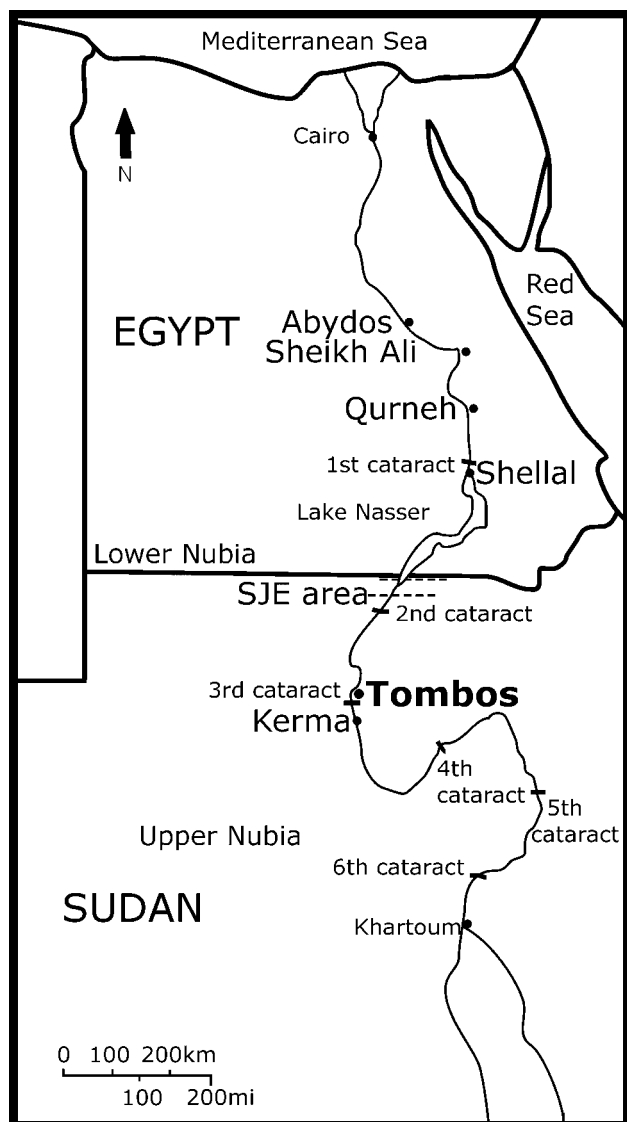 Mediterranean Sea
Cairo
N
Red
Sea
EGYPT
Abydos
Sheikh Ali
Qurneh
1st cataract
Shellal
Lake Nasser
Lower Nubia
SJE area
2nd cataract
3rd cataract
Tombos
Kerma
4th
cataract
5th
cataract
Upper Nubia
6th cataract
SUDAN
Khartoum
0 100 200km
100 200mi